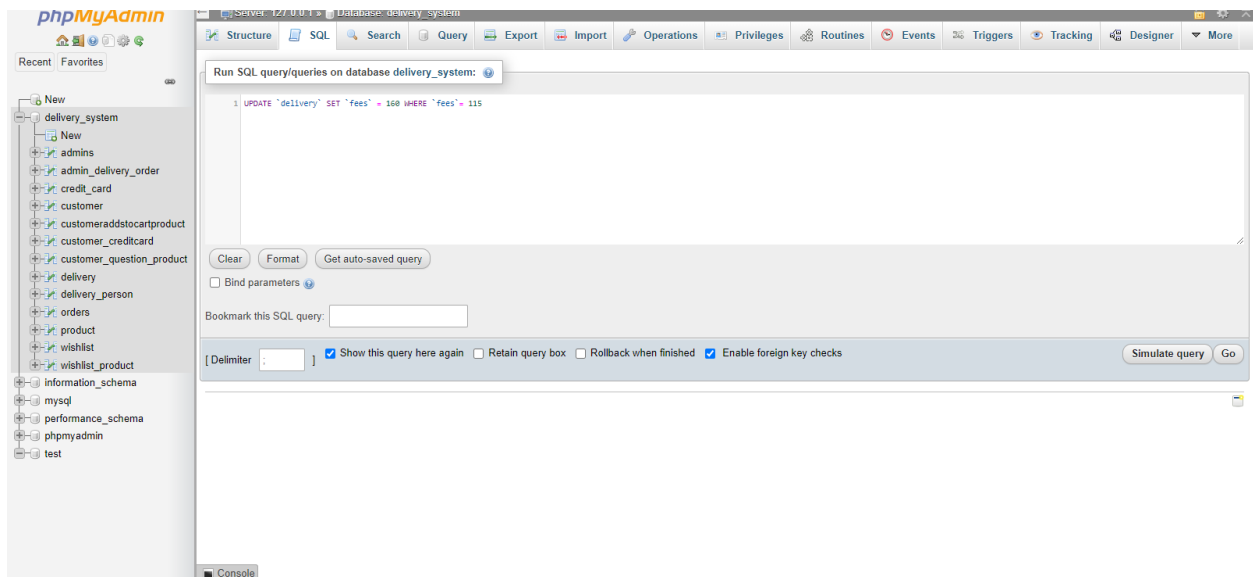 phpMyAdmin
Recent Favorites
New
delivery_system
New
admins
admin_delivery_order
credit_card
customer
customeraddstocartproduct
customer_creditcard
customer_question_product
delivery
delivery_person
orders
product
wishlist
wishlist_product
information_schema
mysql
performance_schema
phpmyadmin
test
Server: 127.0.0.1 » Database: delivery_system
Structure SQL Search Query Export Import Operations Privileges Routines Events Triggers Tracking Designer More
Run SQL query/queries on database delivery_system:
1 UPDATE `delivery` SET `fees` = 160 WHERE `fees`= 115
Clear Format Get auto-saved query
Bind parameters
Bookmark this SQL query:
[ Delimiter ; ] Show this query here again Retain query box Rollback when finished Enable foreign key checks Simulate query Go
Console